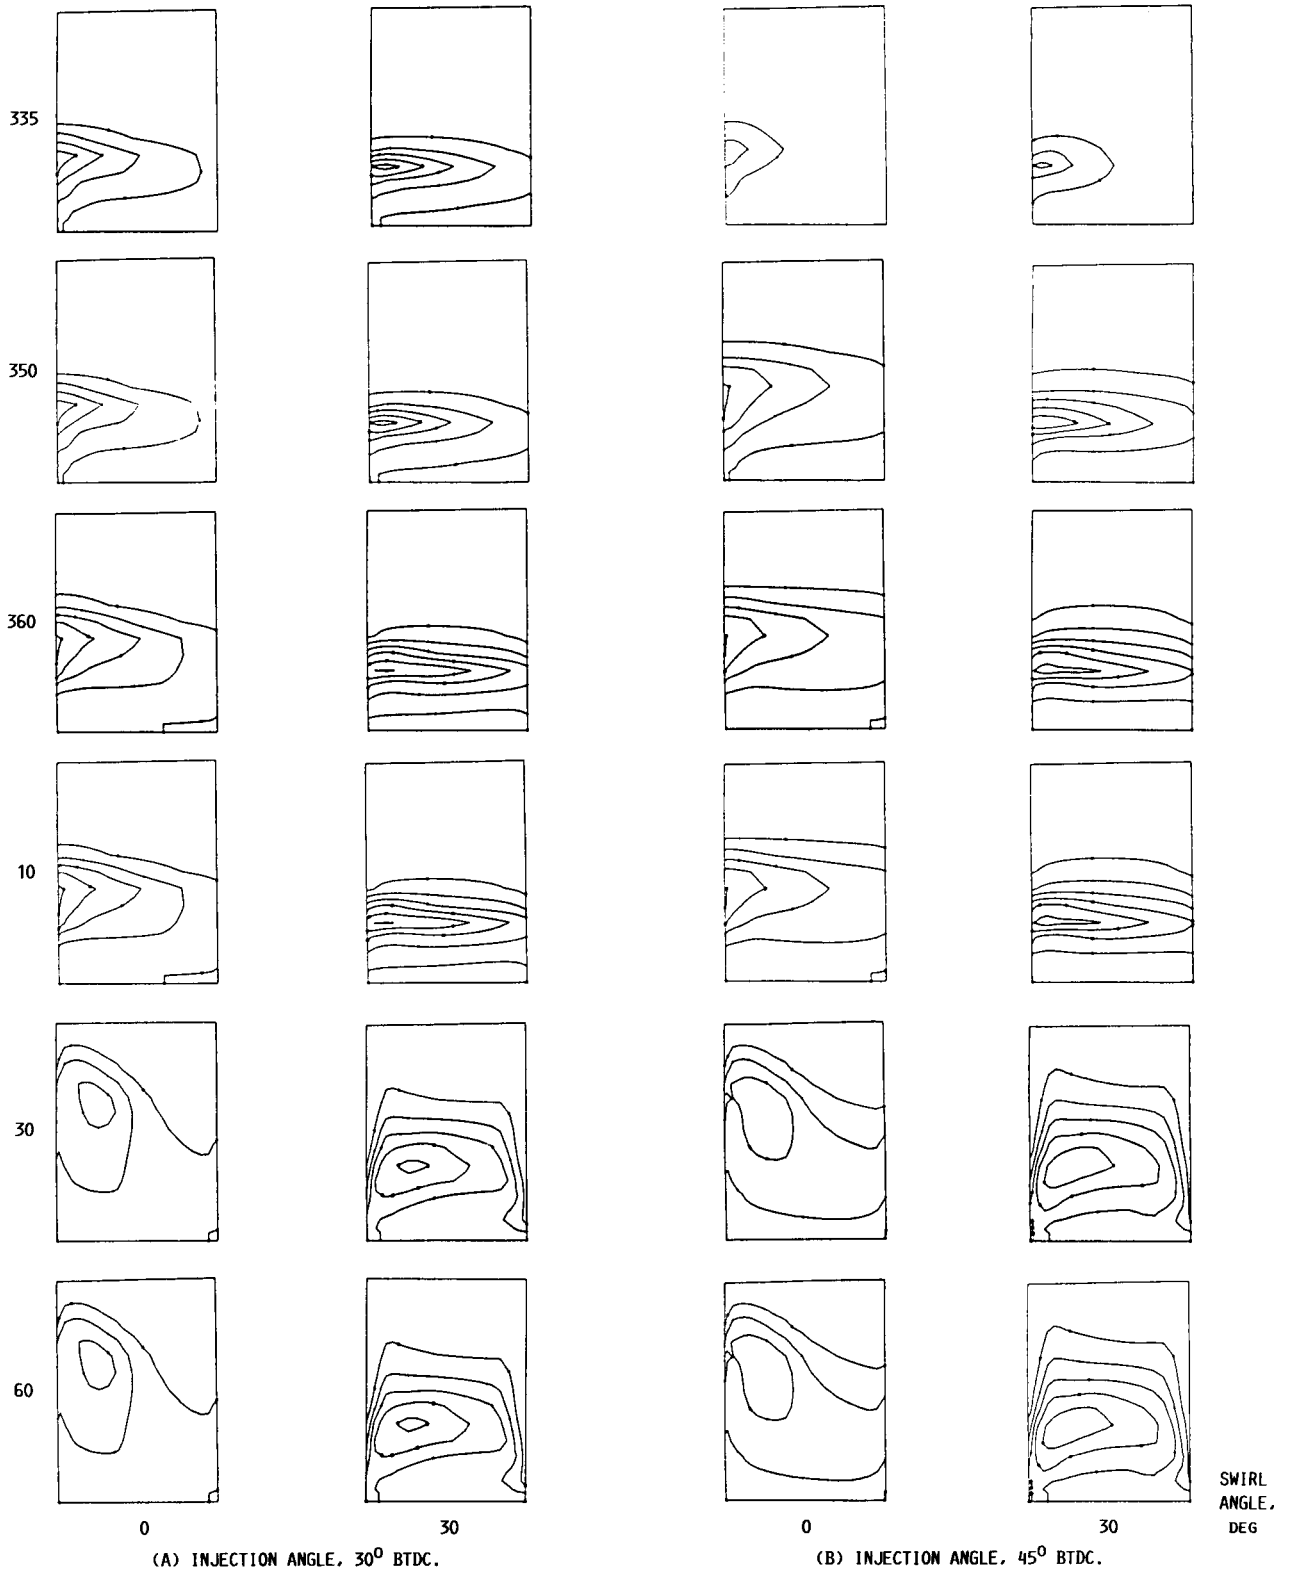 335
350
360
10
30
60
0
30
0
30
SWIRL
ANGLE,
DEG
(A) INJECTION ANGLE, 30⁰ BTDC.
(B) INJECTION ANGLE, 45⁰ BTDC.